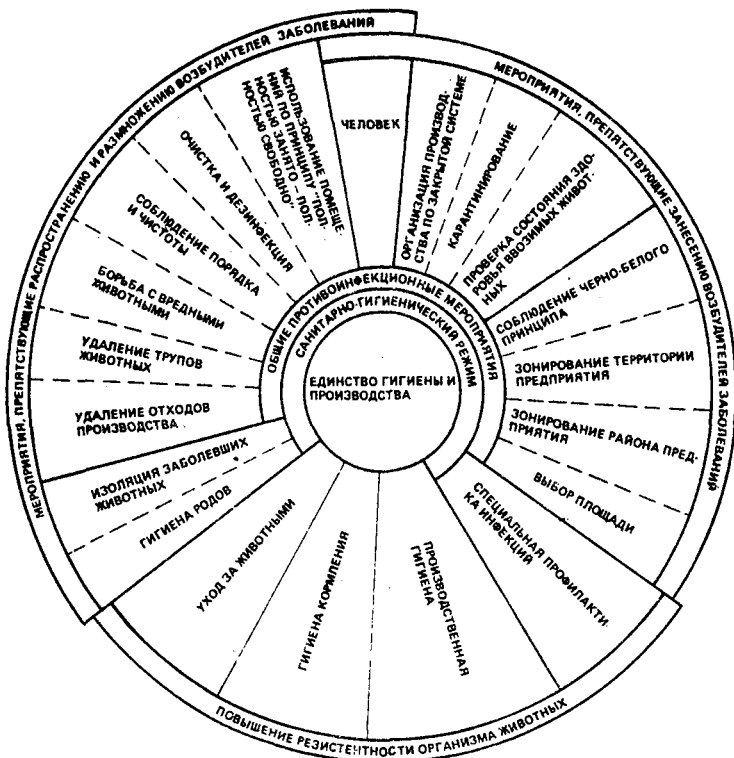 МЕРОПРИЯТИЯ, ПРЕПЯТСТВУЮЩИЕ РАСПРОСТРАНЕНИЮ И РАЗМНОЖЕНИЮ ВОЗБУДИТЕЛЕЙ ЗАБОЛЕВАНИЯ
МЕРОПРИЯТИЯ, ПРЕПЯТСТВУЮЩИЕ ЗАНЕСЕНИЮ ВОЗБУДИТЕЛЕЙ ЗАБОЛЕВАНИЙ
ПОВЫШЕНИЕ РЕЗИСТЕНТНОСТИ ОРГАНИЗМА ЖИВОТНЫХ
ЧЕЛОВЕК
ОРГАНИЗАЦИЯ ПРОИЗВОД-
СТВА ПО ЗАКРЫТОЙ СИСТЕМЕ
КАРАНТИНИРОВАНИЕ
ПРОВЕРКА СОСТОЯНИЯ ЗДО-
РОВЬЯ ВВОЗИМЫХ ЖИВОТ-
НЫХ
СОБЛЮДЕНИЕ ЧЕРНО-БЕЛОГО
ПРИНЦИПА
ЗОНИРОВАНИЕ ТЕРРИТОРИИ
ПРЕДПРИЯТИЯ
ЗОНИРОВАНИЕ РАЙОНА ПРЕД-
ПРИЯТИЯ
ВЫБОР ПЛОЩАДИ
СПЕЦИАЛЬНАЯ ПРОФИЛАКТИ-
КА ИНФЕКЦИЙ
ПРОИЗВОДСТВЕННАЯ
ГИГИЕНА
ГИГИЕНА КОРМЛЕНИЯ
УХОД ЗА ЖИВОТНЫМИ
ГИГИЕНА РОДОВ
ИЗОЛЯЦИЯ ЗАБОЛЕВШИХ
ЖИВОТНЫХ
УДАЛЕНИЕ ОТХОДОВ
ПРОИЗВОДСТВА
УДАЛЕНИЕ ТРУПОВ
ЖИВОТНЫХ
БОРЬБА С ВРЕДНЫМИ
ЖИВОТНЫМИ
СОБЛЮДЕНИЕ ПОРЯДКА
И ЧИСТОТЫ
ОЧИСТКА И ДЕЗИНФЕКЦИЯ
ИСПОЛЬЗОВАНИЕ ПОМЕЩЕ-
НИЙ ПО ПРИНЦИПУ "ПОЛ-
НОСТЬЮ ЗАНЯТО – ПОЛ-
НОСТЬЮ СВОБОДНО"
ОБЩИЕ ПРОТИВОИНФЕКЦИОННЫЕ МЕРОПРИЯТИЯ
САНИТАРНО-ГИГИЕНИЧЕСКИЙ РЕЖИМ
ЕДИНСТВО ГИГИЕНЫ И
ПРОИЗВОДСТВА